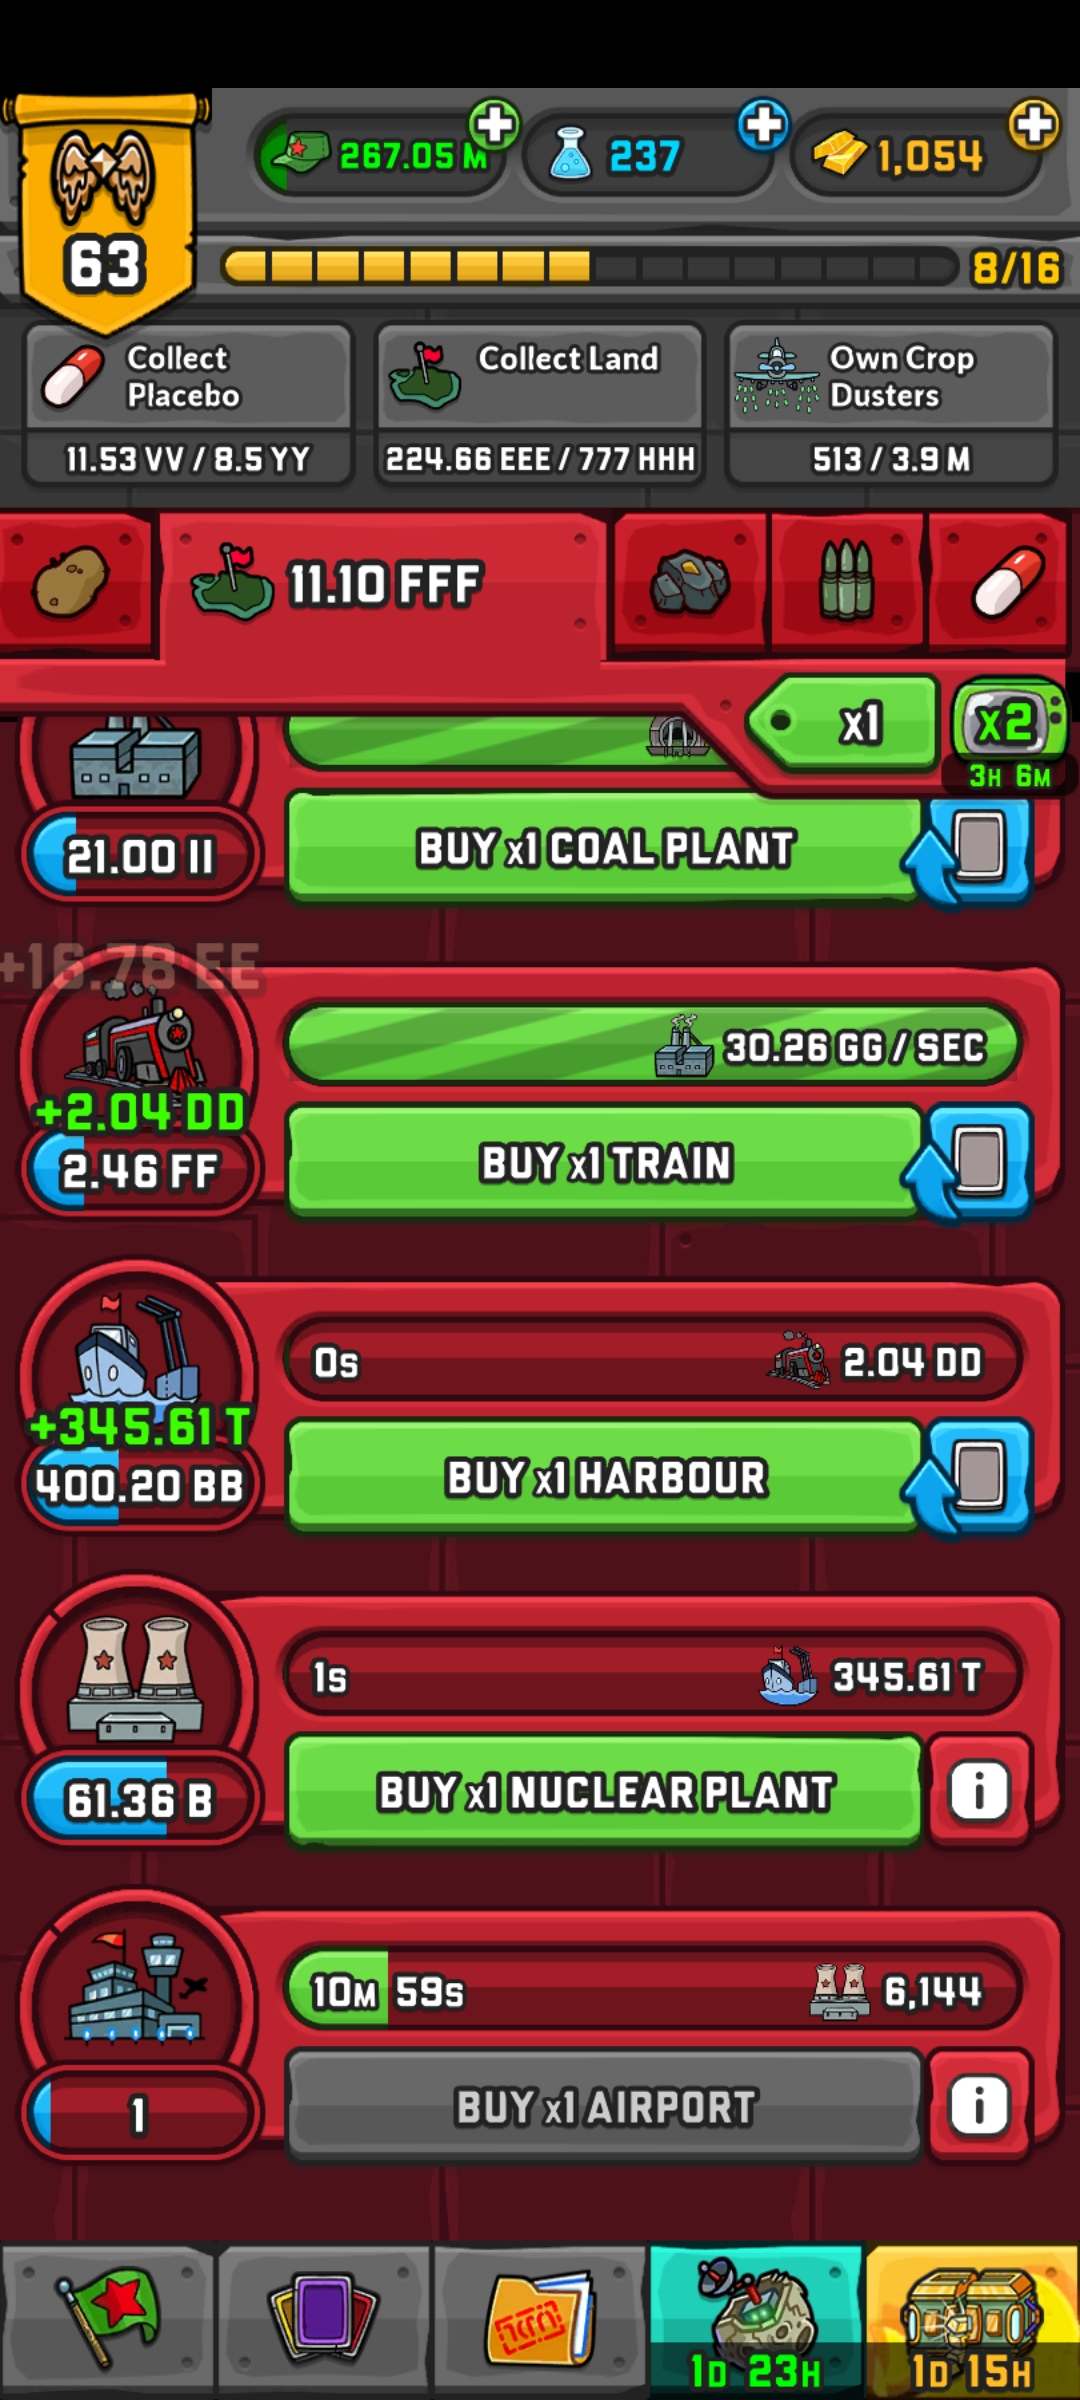 267.05 M
237
1,054
63
8/16
Collect
Placebo
Collect Land
Own Crop
Dusters
11.53 VV / 8.5 YY
224.66 EEE / 777 HHH
513 / 3.9 M
11.10 FFF
x1
x2
3H 6M
21.00 II
BUY x1 COAL PLANT
+16.78 EE
30.26 GG / SEC
+2.04 DD
2.46 FF
BUY x1 TRAIN
0s
2.04 DD
+345.61 T
400.20 BB
BUY x1 HARBOUR
1s
345.61 T
61.36 B
BUY x1 NUCLEAR PLANT
i
10M 59s
6,144
1
BUY x1 AIRPORT
i
1D 23H
1D 15H